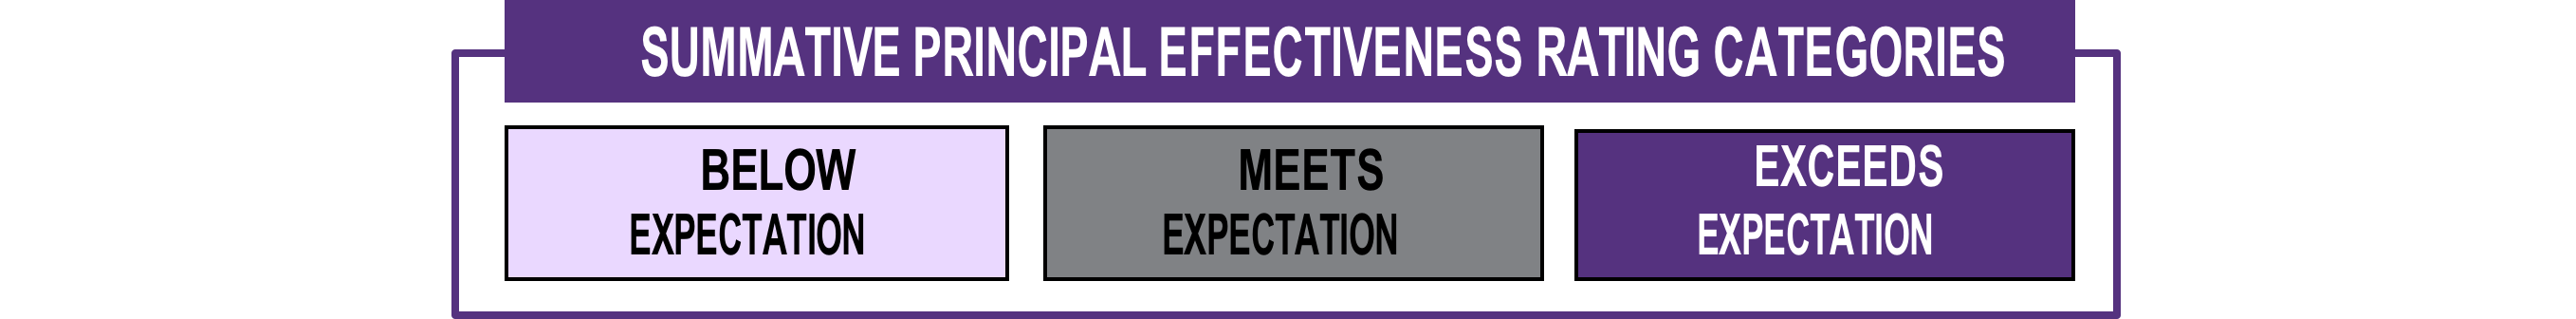 SUMMATIVE PRINCIPAL EFFECTIVENESS RATING CATEGORIES
BELOW
EXPECTATION
MEETS
EXPECTATION
EXCEEDS
EXPECTATION